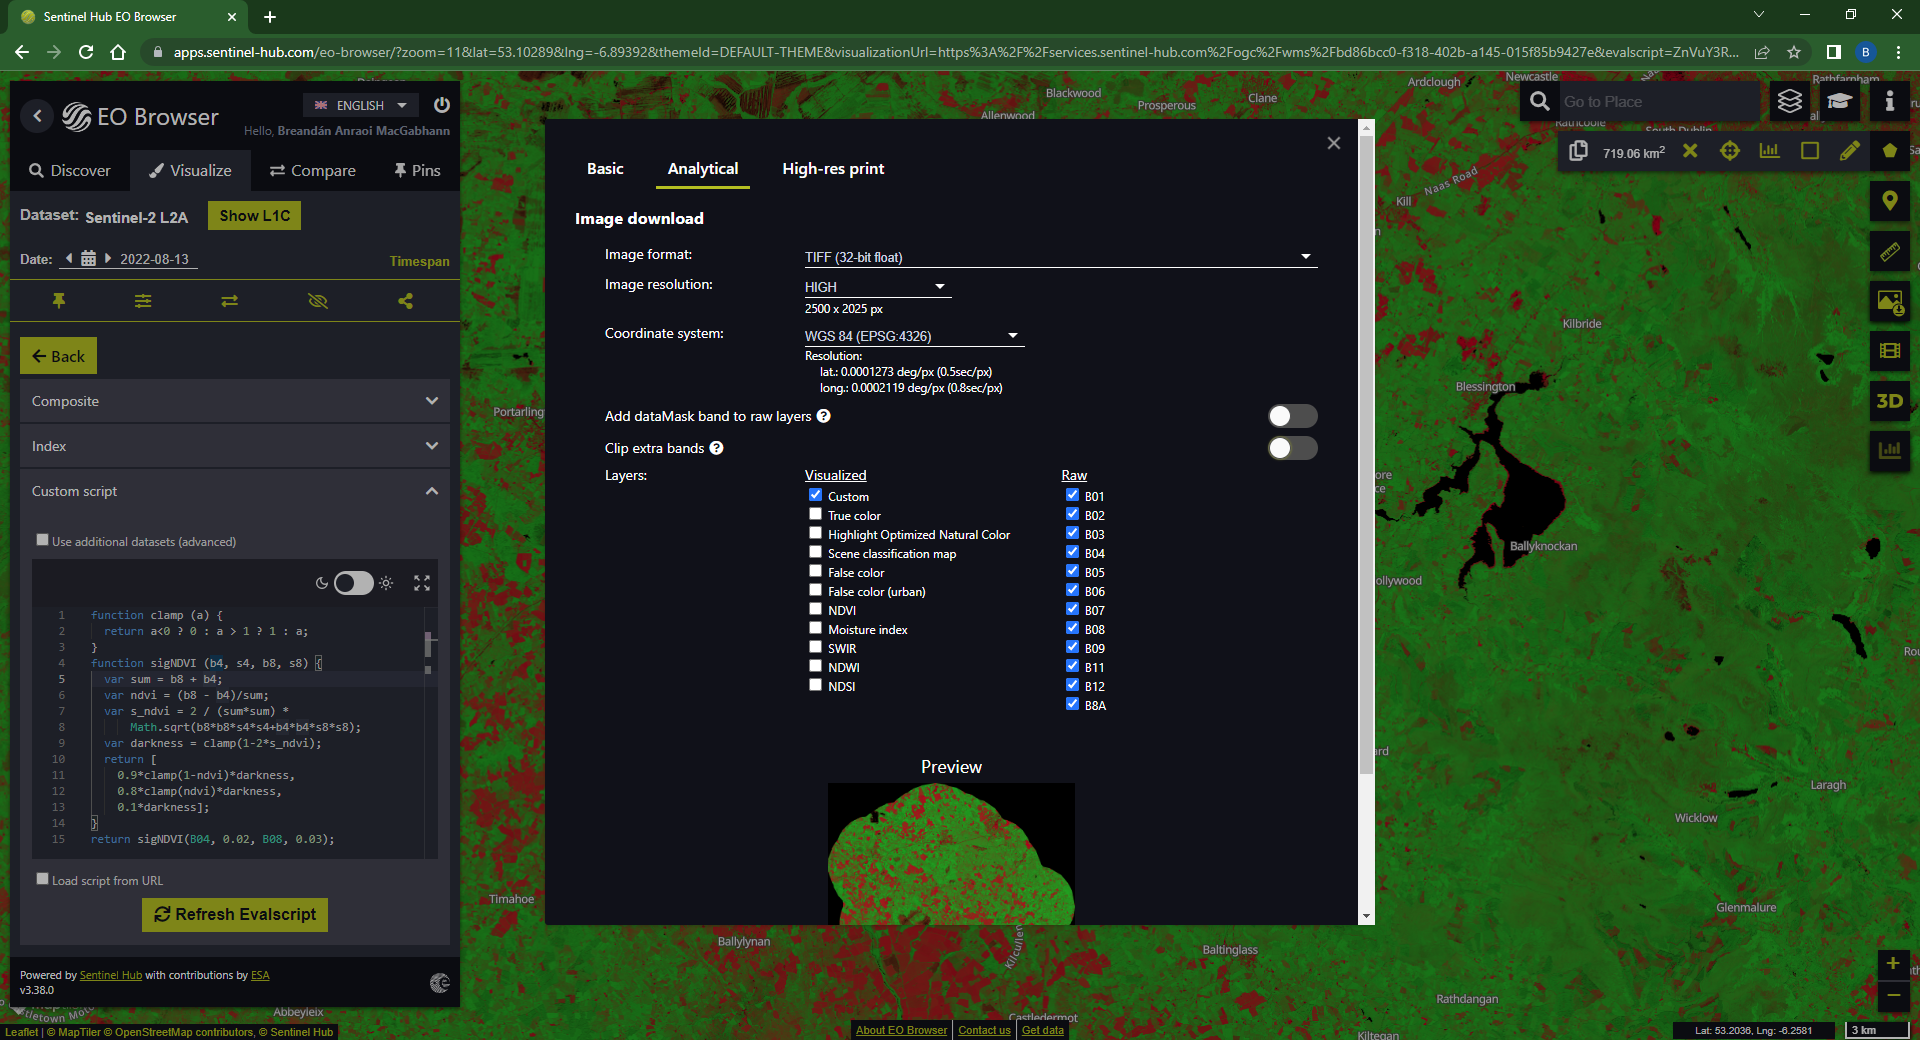 Sentinel Hub EO Browser
apps.sentinel-hub.com/eo-browser/?zoom=11&lat=53.10289&lng=-6.89392&themeId=DEFAULT-THEME&visualizationUrl=https%3A%2F%2Fservices.sentinel-hub.com%2Fogc%2Fwms%2Fbd86bcc0-f318-402b-a145-015f85b9427e&evalscript=ZnVuY3R...
B
EO Browser
ENGLISH
Hello, Breandán Anraoi MacGabhann
Discover
Visualize
Compare
Pins
Dataset: Sentinel-2 L2A
Show L1C
Date: 2022-08-13
Timespan
Back
Composite
Index
Custom script
Use additional datasets (advanced)
1 function clamp (a) {
2 return a<0 ? 0 : a > 1 ? 1 : a;
3 }
4 function sigNDVI (b4, s4, b8, s8) {
5 var sum = b8 + b4;
6 var ndvi = (b8 - b4)/sum;
7 var s_ndvi = 2 / (sum*sum) *
8 Math.sqrt(b8*b8*s4*s4+b4*b4*s8*s8);
9 var darkness = clamp(1-2*s_ndvi);
10 return [
11 0.9*clamp(1-ndvi)*darkness,
12 0.8*clamp(ndvi)*darkness,
13 0.1*darkness];
14 }
15 return sigNDVI(B04, 0.02, B08, 0.03);
Load script from URL
Refresh Evalscript
Powered by Sentinel Hub with contributions by ESA
v3.38.0
Basic
Analytical
High-res print
Image download
Image format:
TIFF (32-bit float)
Image resolution:
HIGH
2500 x 2025 px
Coordinate system:
WGS 84 (EPSG:4326)
Resolution:
lat.: 0.0001273 deg/px (0.5sec/px)
long.: 0.0002119 deg/px (0.8sec/px)
Add dataMask band to raw layers ?
Clip extra bands ?
Layers:
Visualized
Custom
True color
Highlight Optimized Natural Color
Scene classification map
False color
False color (urban)
NDVI
Moisture index
SWIR
NDWI
NDSI
Raw
B01
B02
B03
B04
B05
B06
B07
B08
B09
B11
B12
B8A
Preview
Go to Place
719.06 km²
3D
Blackwood
Prosperous
Clane
Allenwood
Ardclough
Newcastle
Rathfarnham
Rathcoole
South Dublin
Naas Road
Kill
Portarling
Kilbride
Blessington
Ballyknockan
ollywood
Laragh
Wicklow
Timahoe
Glenmalure
Ballylynan
Kilcullen
Baltinglass
Rathdangan
Castledermot
Kiltegan
Abbeyleix
ttletown Moto
Leaflet | © MapTiler © OpenStreetMap contributors, © Sentinel Hub
About EO Browser
Contact us
Get data
Lat: 53.2036, Lng: -6.2581
3 km